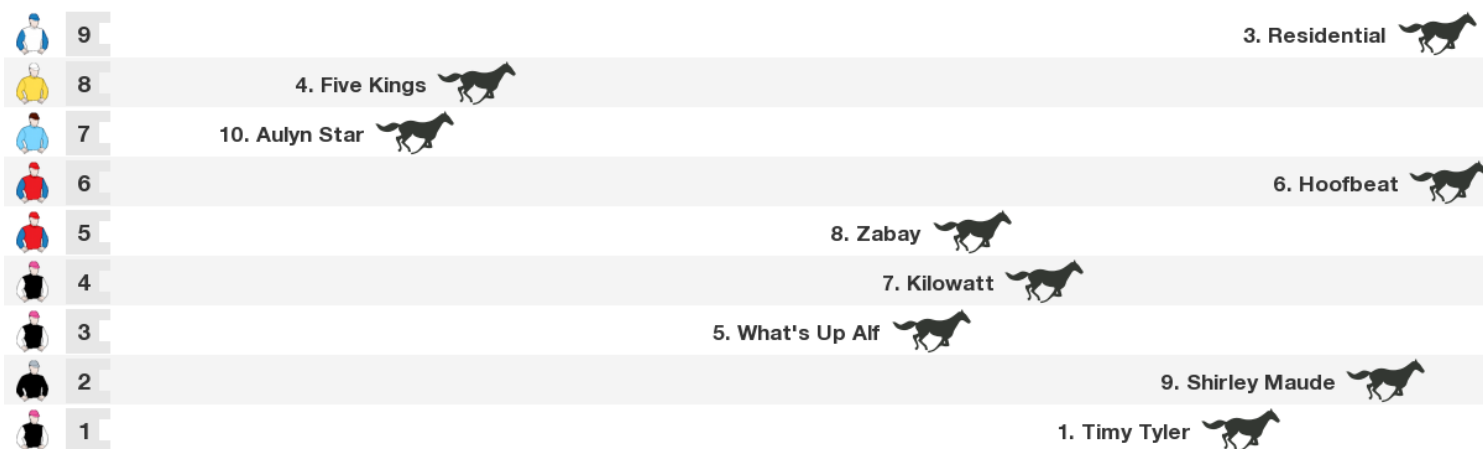 9 3. Residential
8 4. Five Kings
7 10. Aulyn Star
6 6. Hoofbeat
5 8. Zabay
4 7. Kilowatt
3 5. What's Up Alf
2 9. Shirley Maude
1 1. Timy Tyler